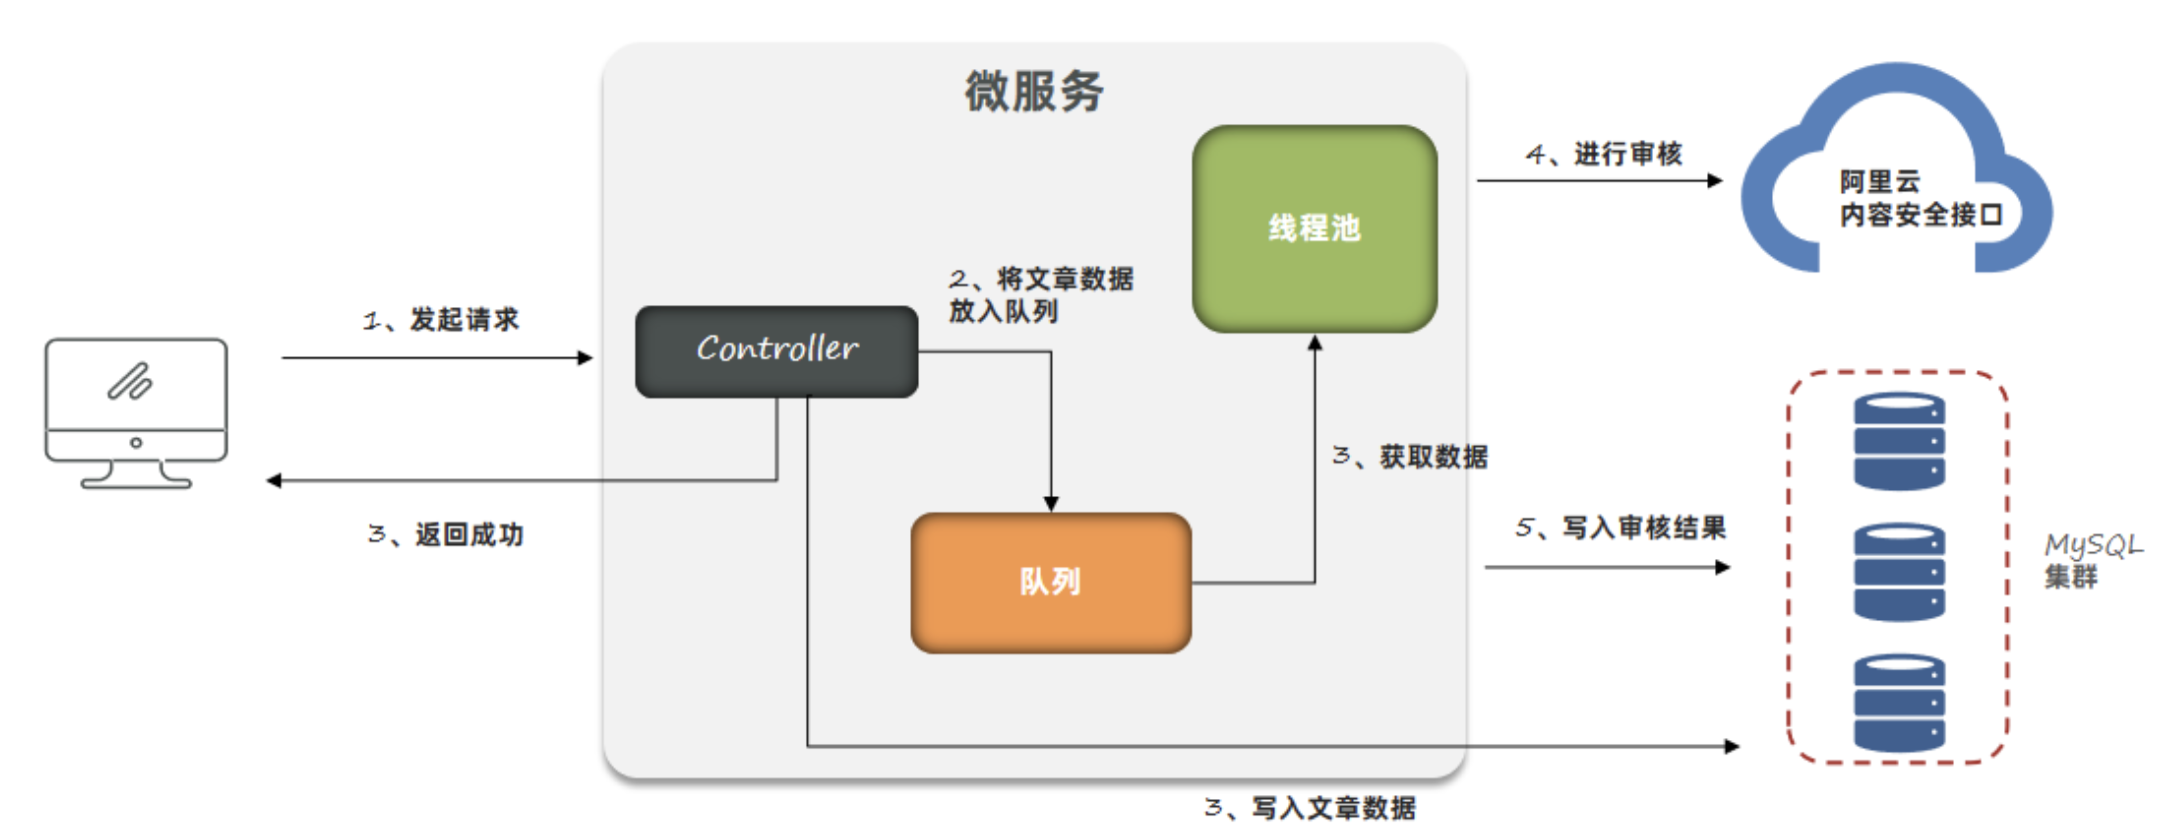 微服务
4、进行审核
阿里云
内容安全接口
线程池
2、将文章数据
放入队列
1、发起请求
Controller
3、获取数据
3、返回成功
5、写入审核结果
MySQL
集群
队列
3、写入文章数据